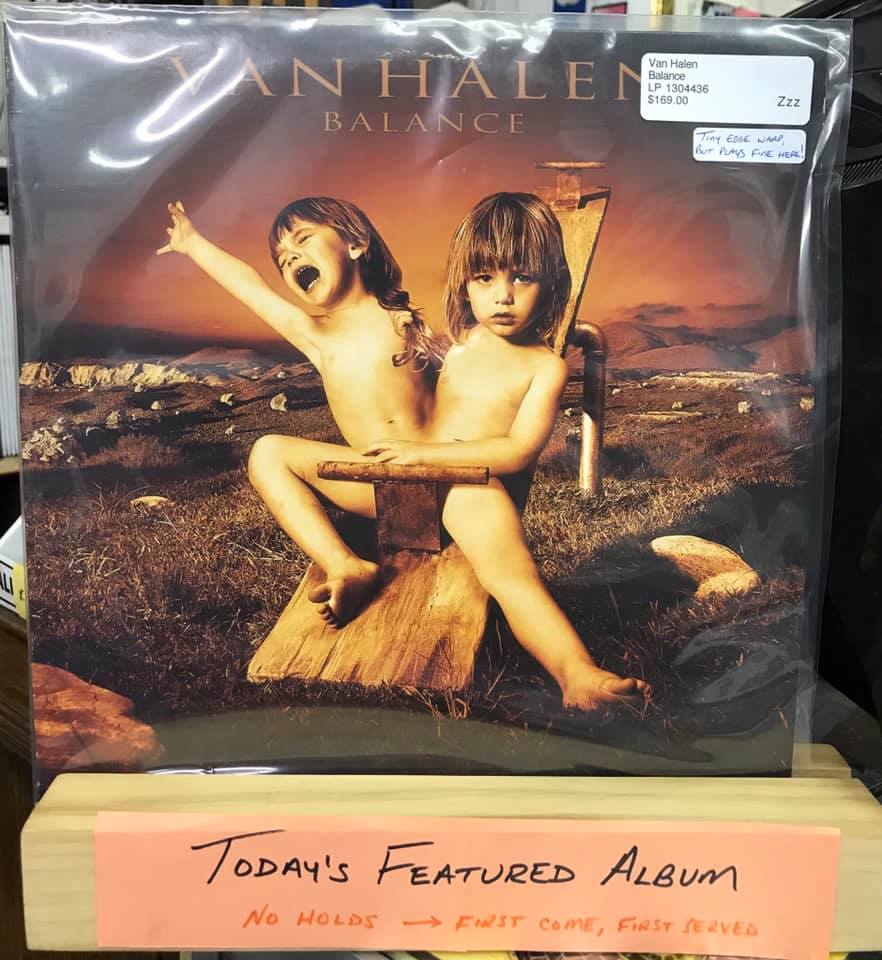 VAN HALEN
BALANCE
Van Halen
Balance
LP 1304436
$169.00
Zzz
TINY EDGE WARP,
BUT PLAYS FINE HERE!
TODAY'S FEATURED ALBUM
NO HOLDS → FIRST COME, FIRST SERVED